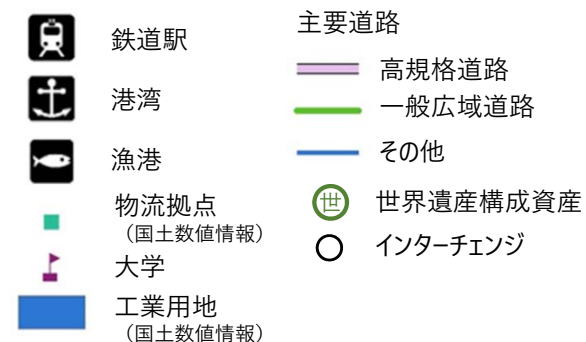 鉄道駅
港湾
漁港
物流拠点
（国土数値情報）
大学
工業用地
（国土数値情報）
主要道路
高規格道路
一般広域道路
その他
世 世界遺産構成資産
インターチェンジ